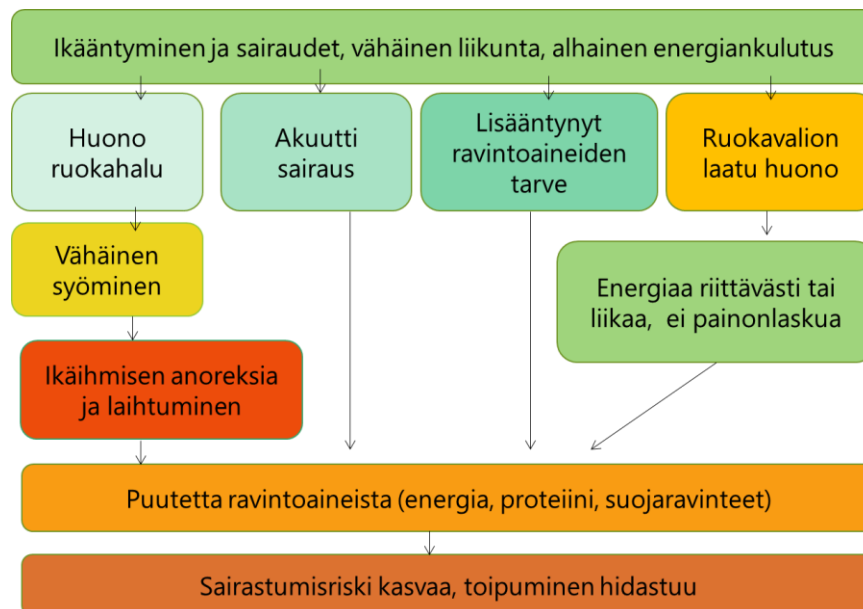 Ikääntyminen ja sairaudet, vähäinen liikunta, alhainen energiankulutus
Huono
ruokahalu
Akuutti
sairaus
Lisääntynyt
ravintoaineiden
tarve
Ruokavalion
laatu huono
Vähäinen
syöminen
Energiaa riittävästi tai
liikaa, ei painonlaskua
Ikäihmisen anoreksia
ja laihtuminen
Puutetta ravintoaineista (energia, proteiini, suojaravinteet)
Sairastumisriski kasvaa, toipuminen hidastuu